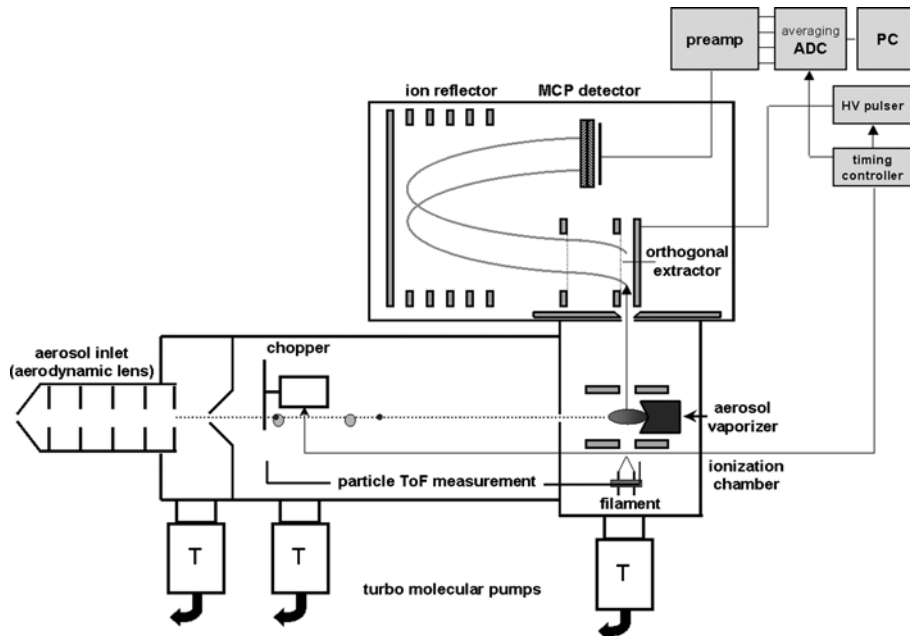 preamp
averaging
ADC
PC
ion reflector
MCP detector
HV pulser
timing
controller
orthogonal
extractor
aerosol inlet
(aerodynamic lens)
chopper
aerosol
vaporizer
ionization
chamber
particle ToF measurement
filament
T
T
T
turbo molecular pumps